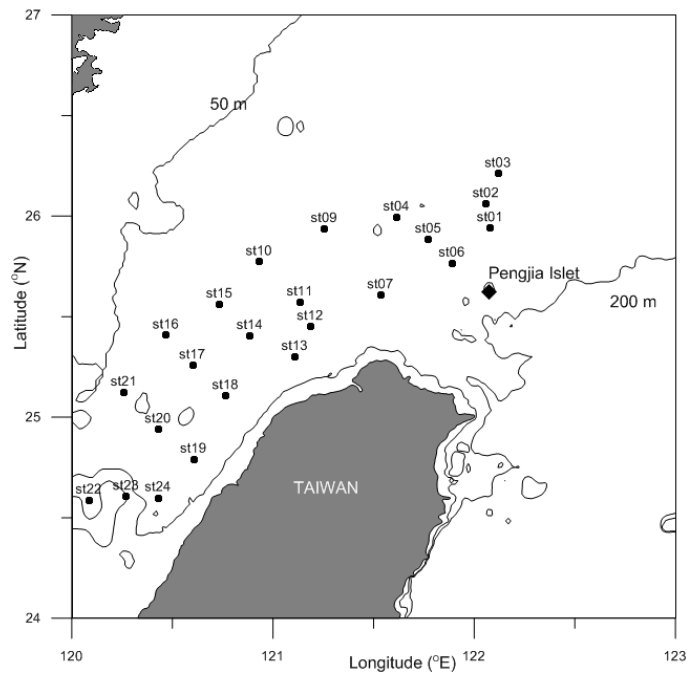 27
50 m
st03
st02
26
st04
st01
st09
st05
st06
st10
Pengjia Islet
st07
st11
st15
200 m
st12
st16
st14
st13
st17
st21
st18
25
st20
st19
TAIWAN
st22
st23
st24
24
120
121
122
123
Latitude (°N)
Longitude (°E)